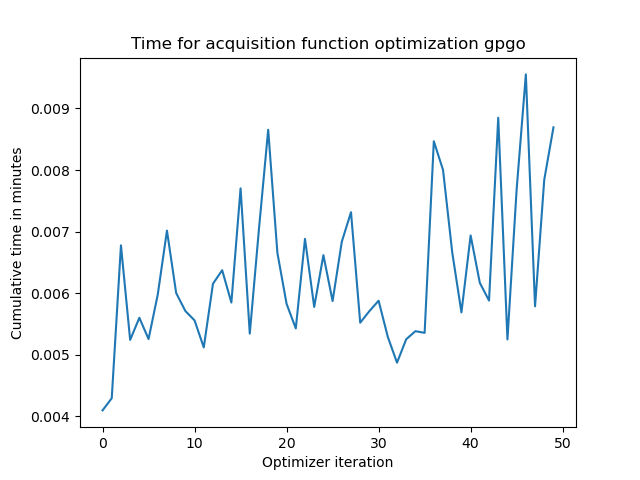 Time for acquisition function optimization gpgo
Cumulative time in minutes
0.009
0.008
0.007
0.006
0.005
0.004
0 10 20 30 40 50
Optimizer iteration